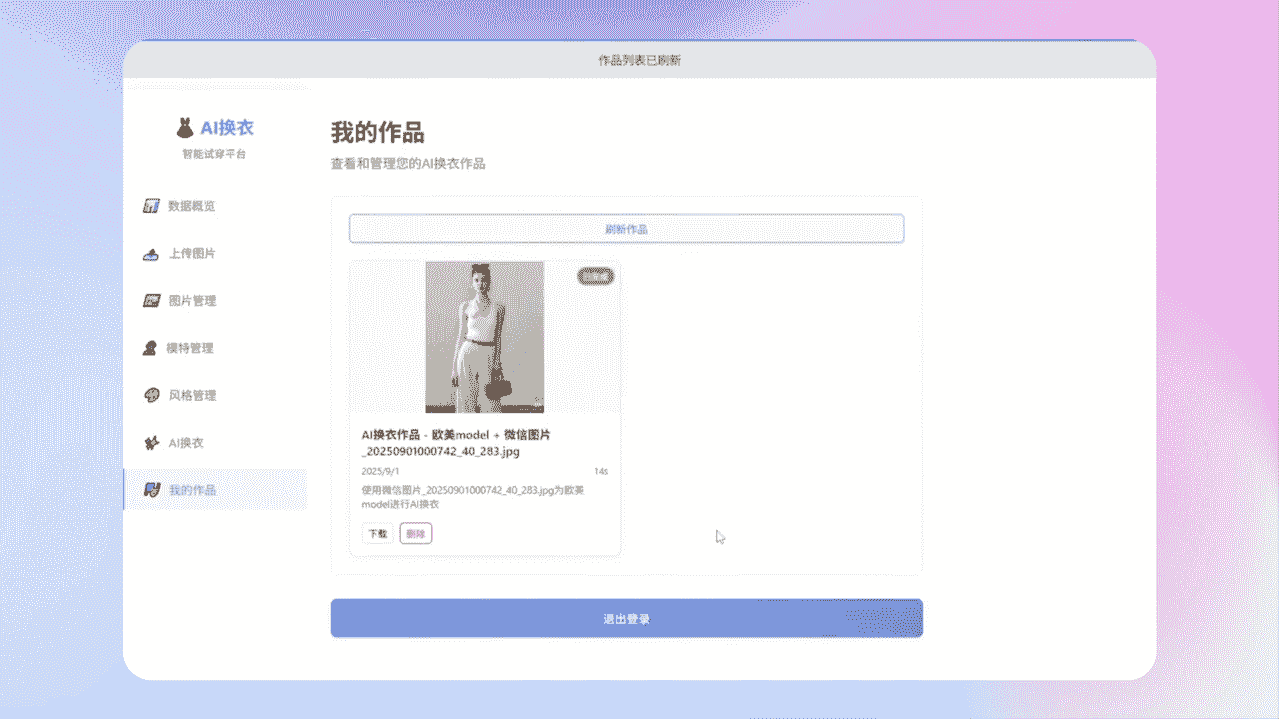 作品列表已刷新
AI换衣
智能试穿平台
数据概览
上传图片
图片管理
模特管理
风格管理
AI换衣
我的作品
我的作品
查看和管理您的AI换衣作品
刷新作品
AI换衣作品 - 欧美model + 微信图片
_20250901000742_40_283.jpg
2025/9/1
14s
使用微信图片_20250901000742_40_283.jpg为欧美
model进行AI换衣
下载
删除
退出登录